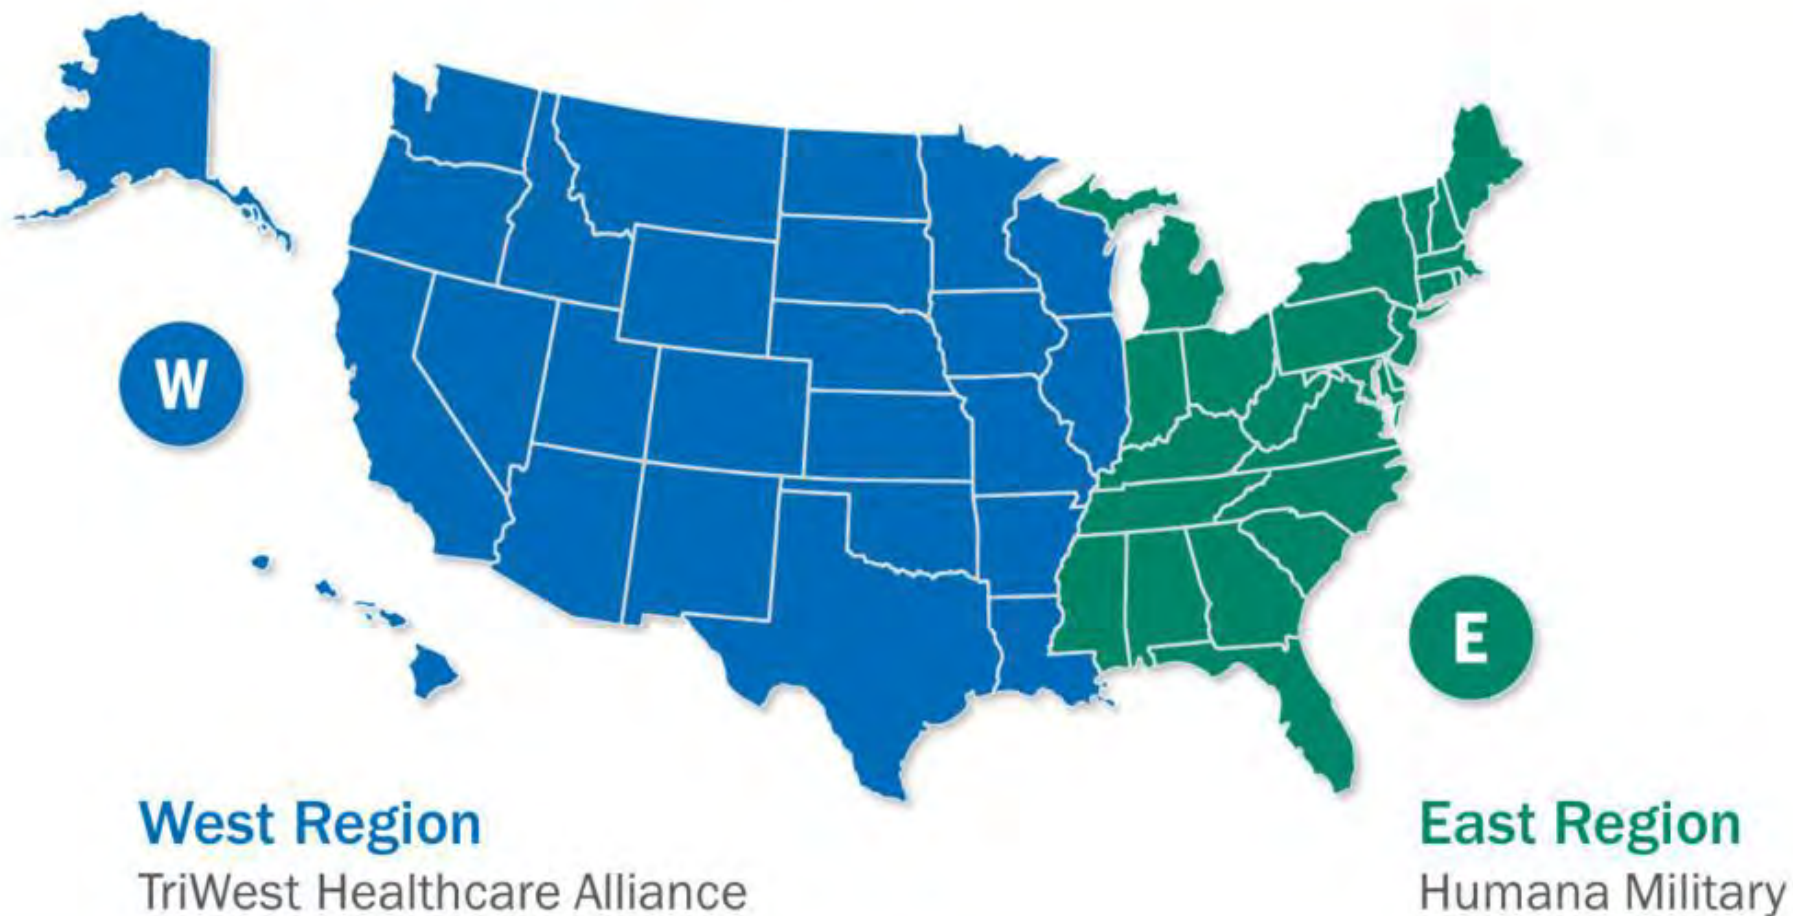 W
E
West Region
TriWest Healthcare Alliance
East Region
Humana Military